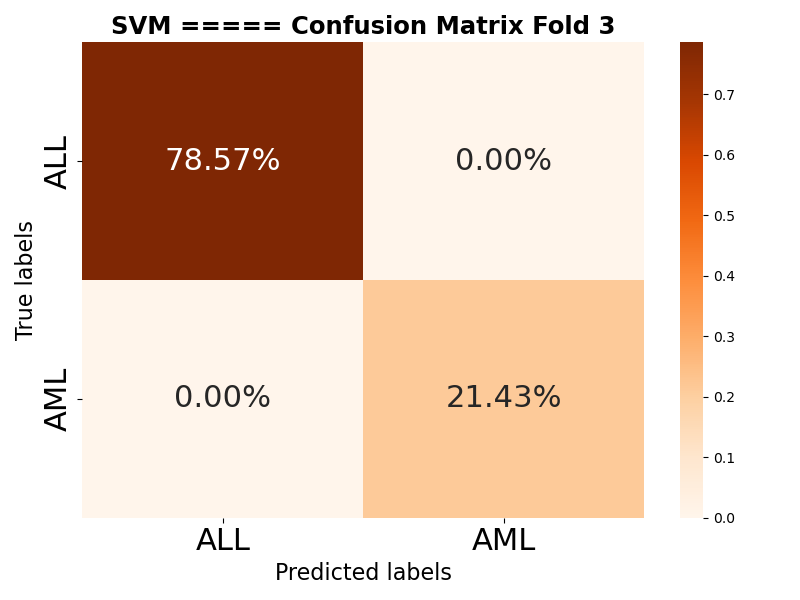 SVM ===== Confusion Matrix Fold 3
True labels
ALL
78.57%
0.00%
AML
0.00%
21.43%
ALL
AML
Predicted labels
0.7
0.6
0.5
0.4
0.3
0.2
0.1
0.0